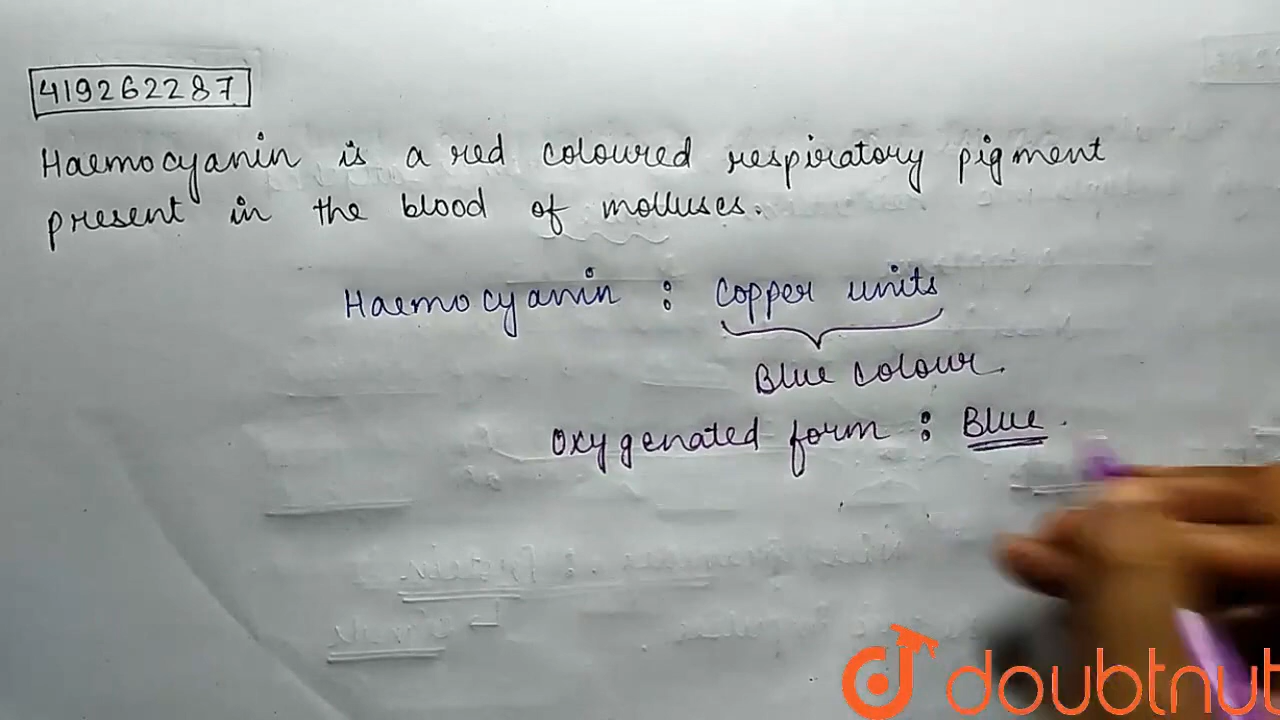 419262287
Haemocyanin is a red coloured respiratory pigment
present in the blood of molluscs.
Haemocyanin : Copper units
Blue colour.
Oxygenated form : Blue.
doubtnut